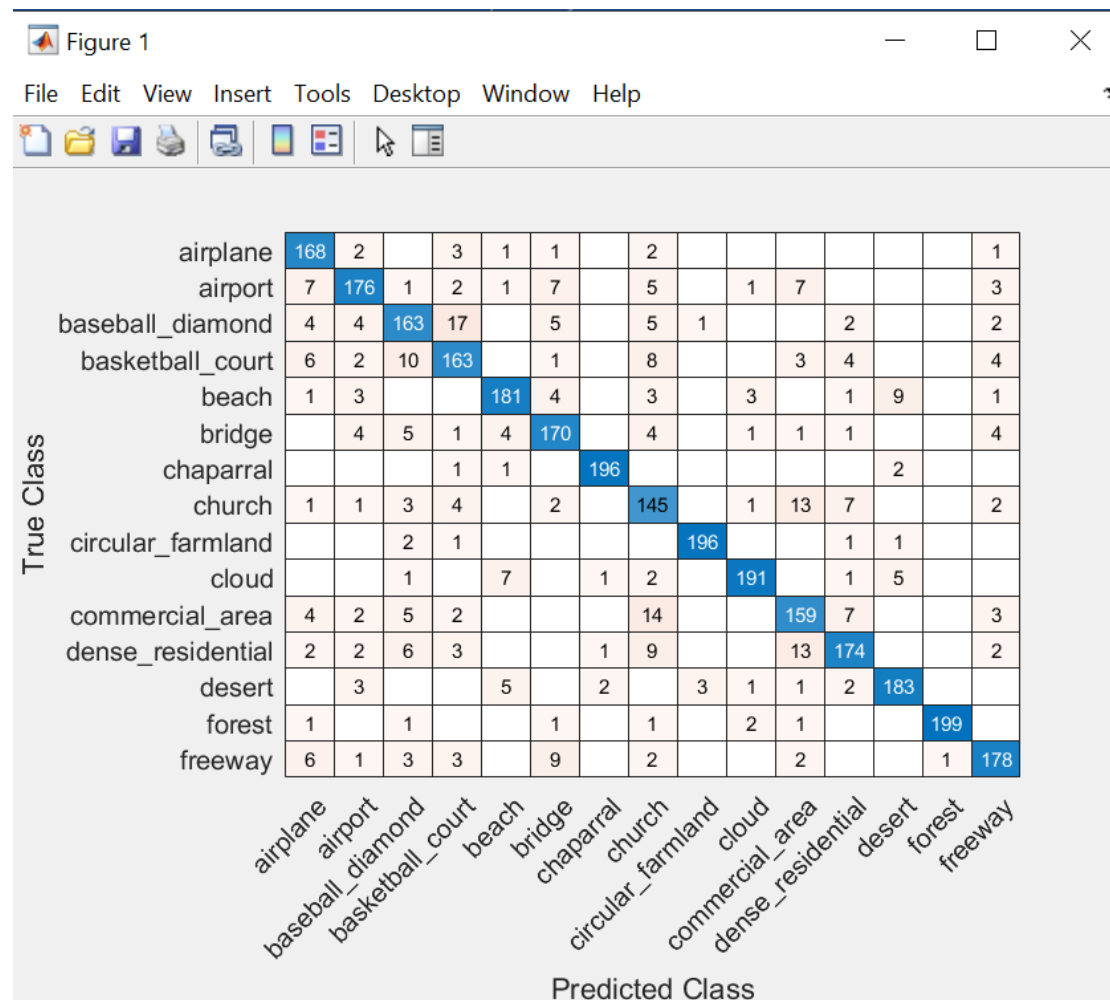 Figure 1
File Edit View Insert Tools Desktop Window Help
True Class
airplane 168 2 3 1 1 2 1
airport 7 176 1 2 1 7 5 1 7 3
baseball_diamond 4 4 163 17 5 5 1 2 2
basketball_court 6 2 10 163 1 8 3 4 4
beach 1 3 181 4 3 3 1 9 1
bridge 4 5 1 4 170 4 1 1 1 4
chaparral 1 1 196 2
church 1 1 3 4 2 145 1 13 7 2
circular_farmland 2 1 196 1 1
cloud 1 7 1 2 191 1 5
commercial_area 4 2 5 2 14 159 7 3
dense_residential 2 2 6 3 1 9 13 174 2
desert 3 5 2 3 1 1 2 183
forest 1 1 1 1 2 1 199
freeway 6 1 3 3 9 2 2 1 178
airplane airport baseball_diamond basketball_court beach bridge chaparral church circular_farmland cloud commercial_area dense_residential desert forest freeway
Predicted Class